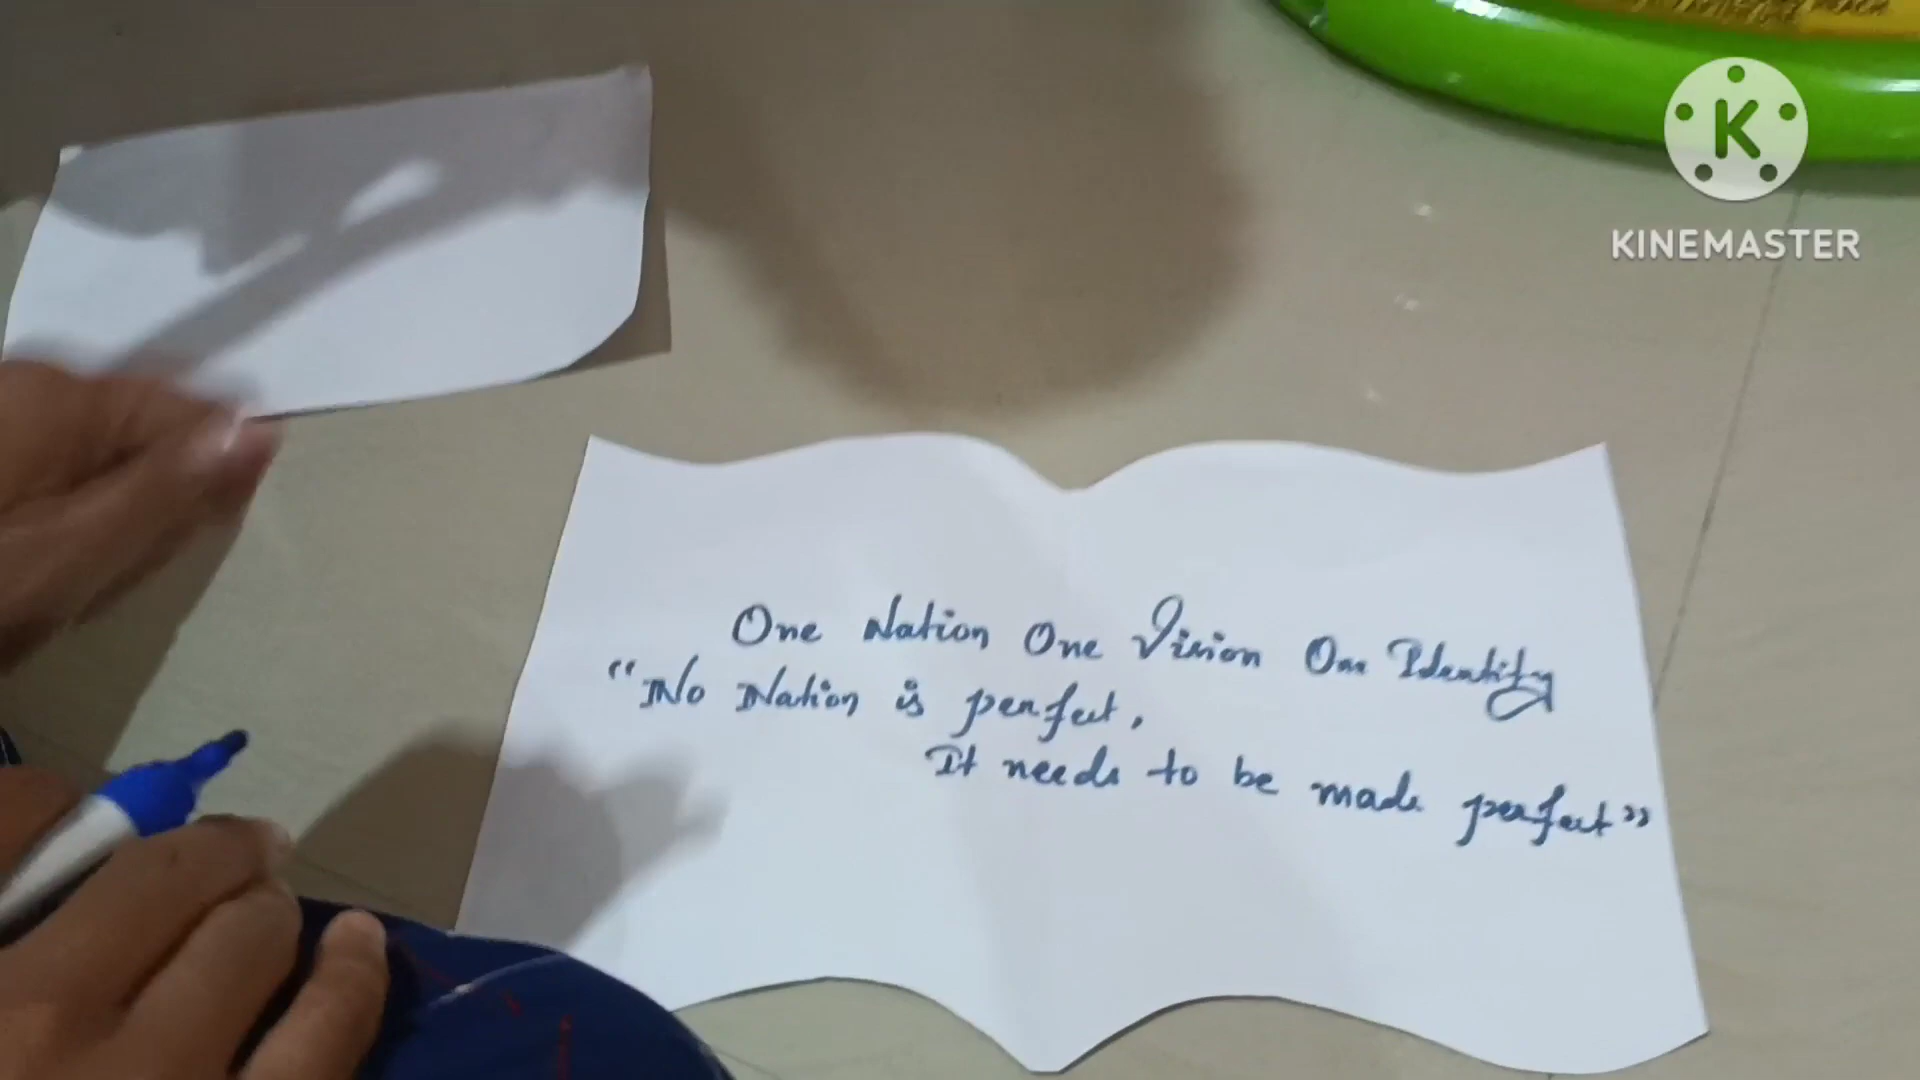 K
KINEMASTER
One Nation One Vision One Identity
“No Nation is perfect,
It needs to be made perfect”